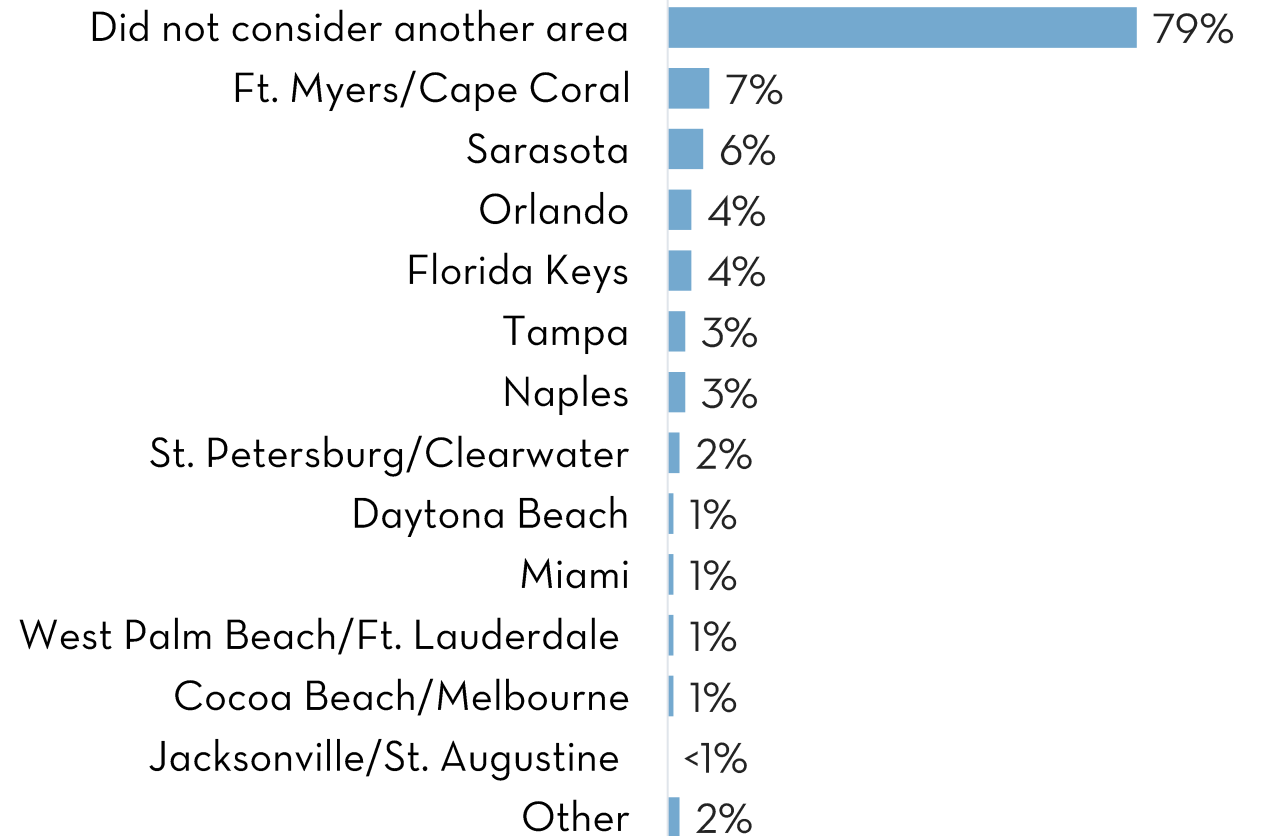 Did not consider another area 79%
Ft. Myers/Cape Coral 7%
Sarasota 6%
Orlando 4%
Florida Keys 4%
Tampa 3%
Naples 3%
St. Petersburg/Clearwater 2%
Daytona Beach 1%
Miami 1%
West Palm Beach/Ft. Lauderdale 1%
Cocoa Beach/Melbourne 1%
Jacksonville/St. Augustine <1%
Other 2%